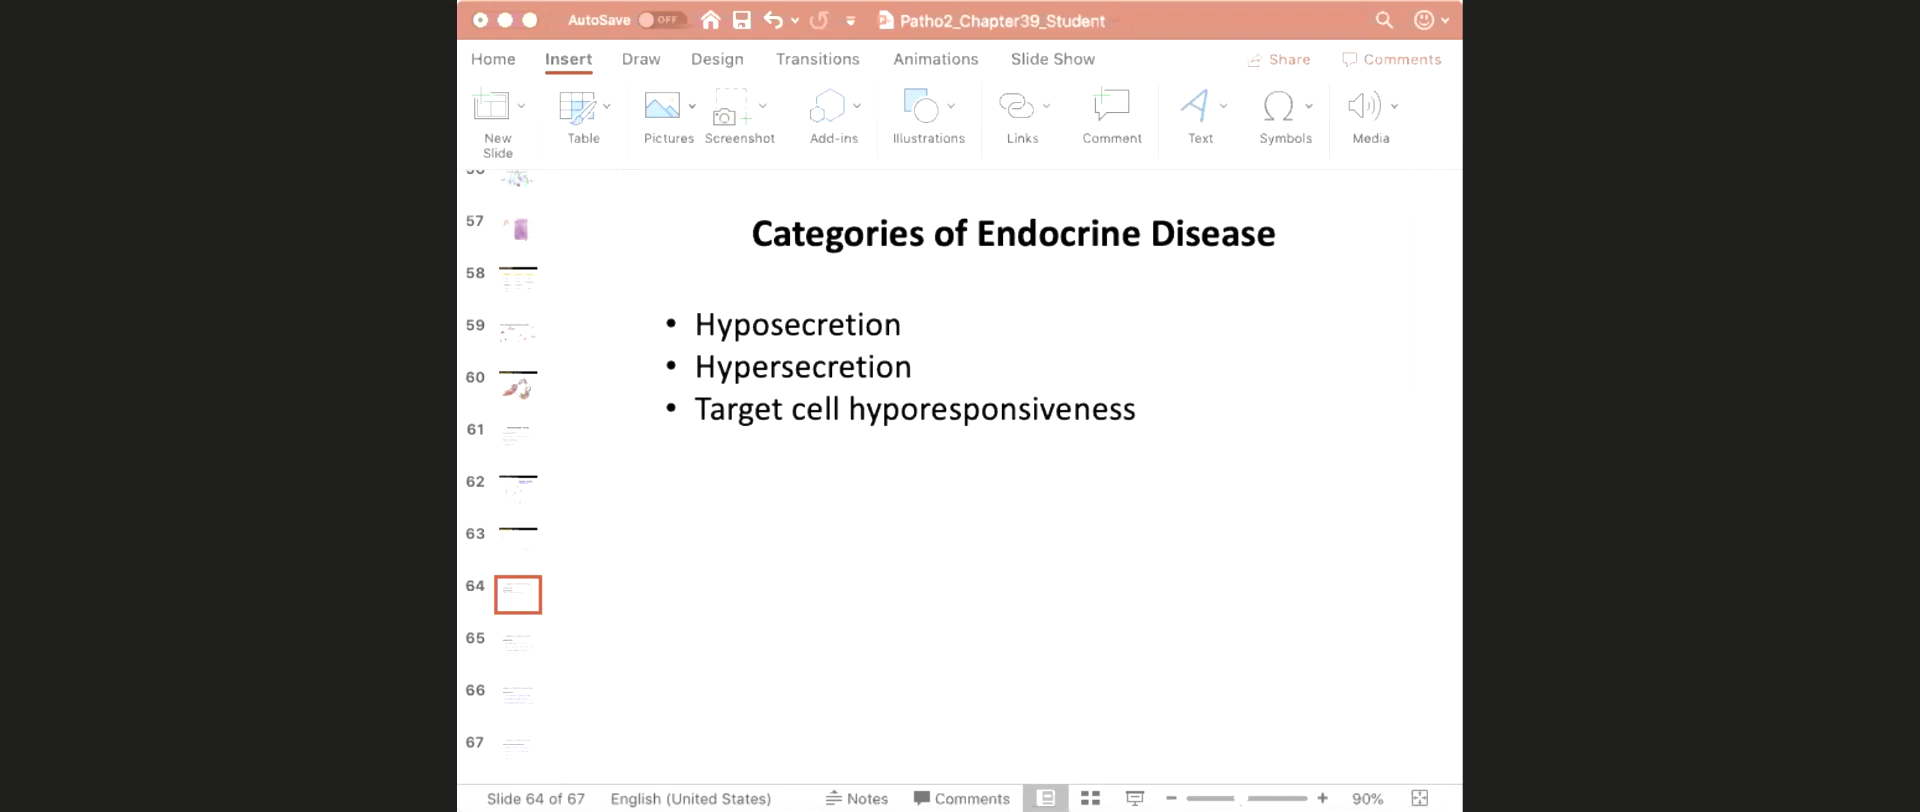 AutoSave OFF Patho2_Chapter39_Student
Home Insert Draw Design Transitions Animations Slide Show Share Comments
New Slide Table Pictures Screenshot Add-ins Illustrations Links Comment Text Symbols Media
57
58
59
60
61
62
63
64
65
66
67
Categories of Endocrine Disease
• Hyposecretion
• Hypersecretion
• Target cell hyporesponsiveness
Slide 64 of 67 English (United States) Notes Comments 90%